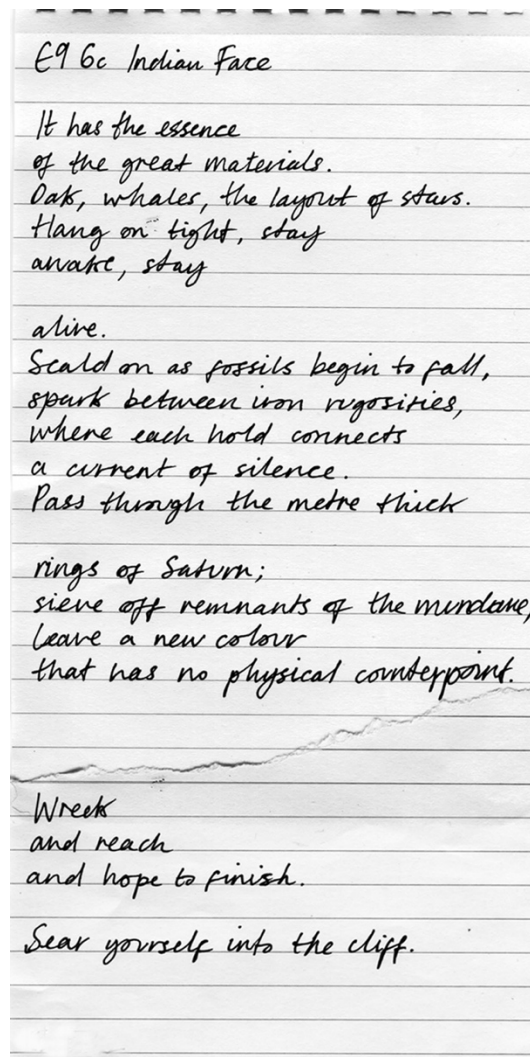 E9 6c Indian Face
It has the essence
of the great materials.
Oak, whales, the layout of stars.
Hang on tight, stay
awake, stay
alive.
Scald on as fossils begin to fall,
spark between iron rugosities,
where each hold connects
a current of silence.
Pass through the metre thick
rings of Saturn;
sieve off remnants of the mundane,
leave a new colour
that has no physical counterpoint.
Wreck
and reach
and hope to finish.
Sear yourself into the cliff.